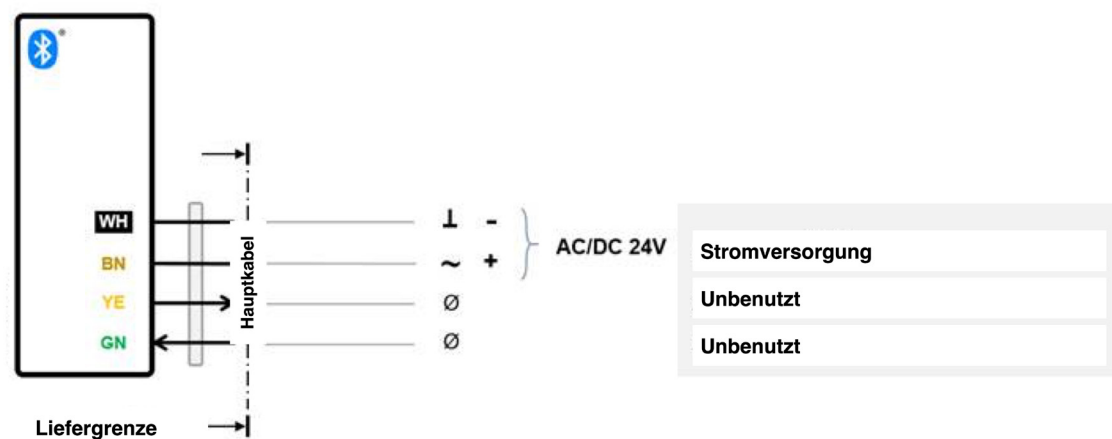 WH ⊥ -
BN ~ + AC/DC 24V Stromversorgung
YE Ø Unbenutzt
GN Ø Unbenutzt
Hauptkabel
Liefergrenze